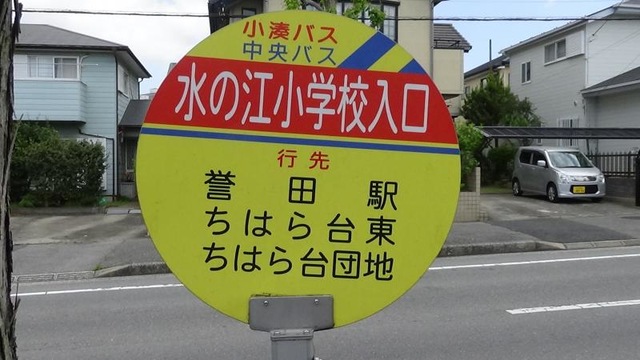 小湊バス
中央バス
水の江小学校入口
行先
誉田駅
ちはら台東
ちはら台団地